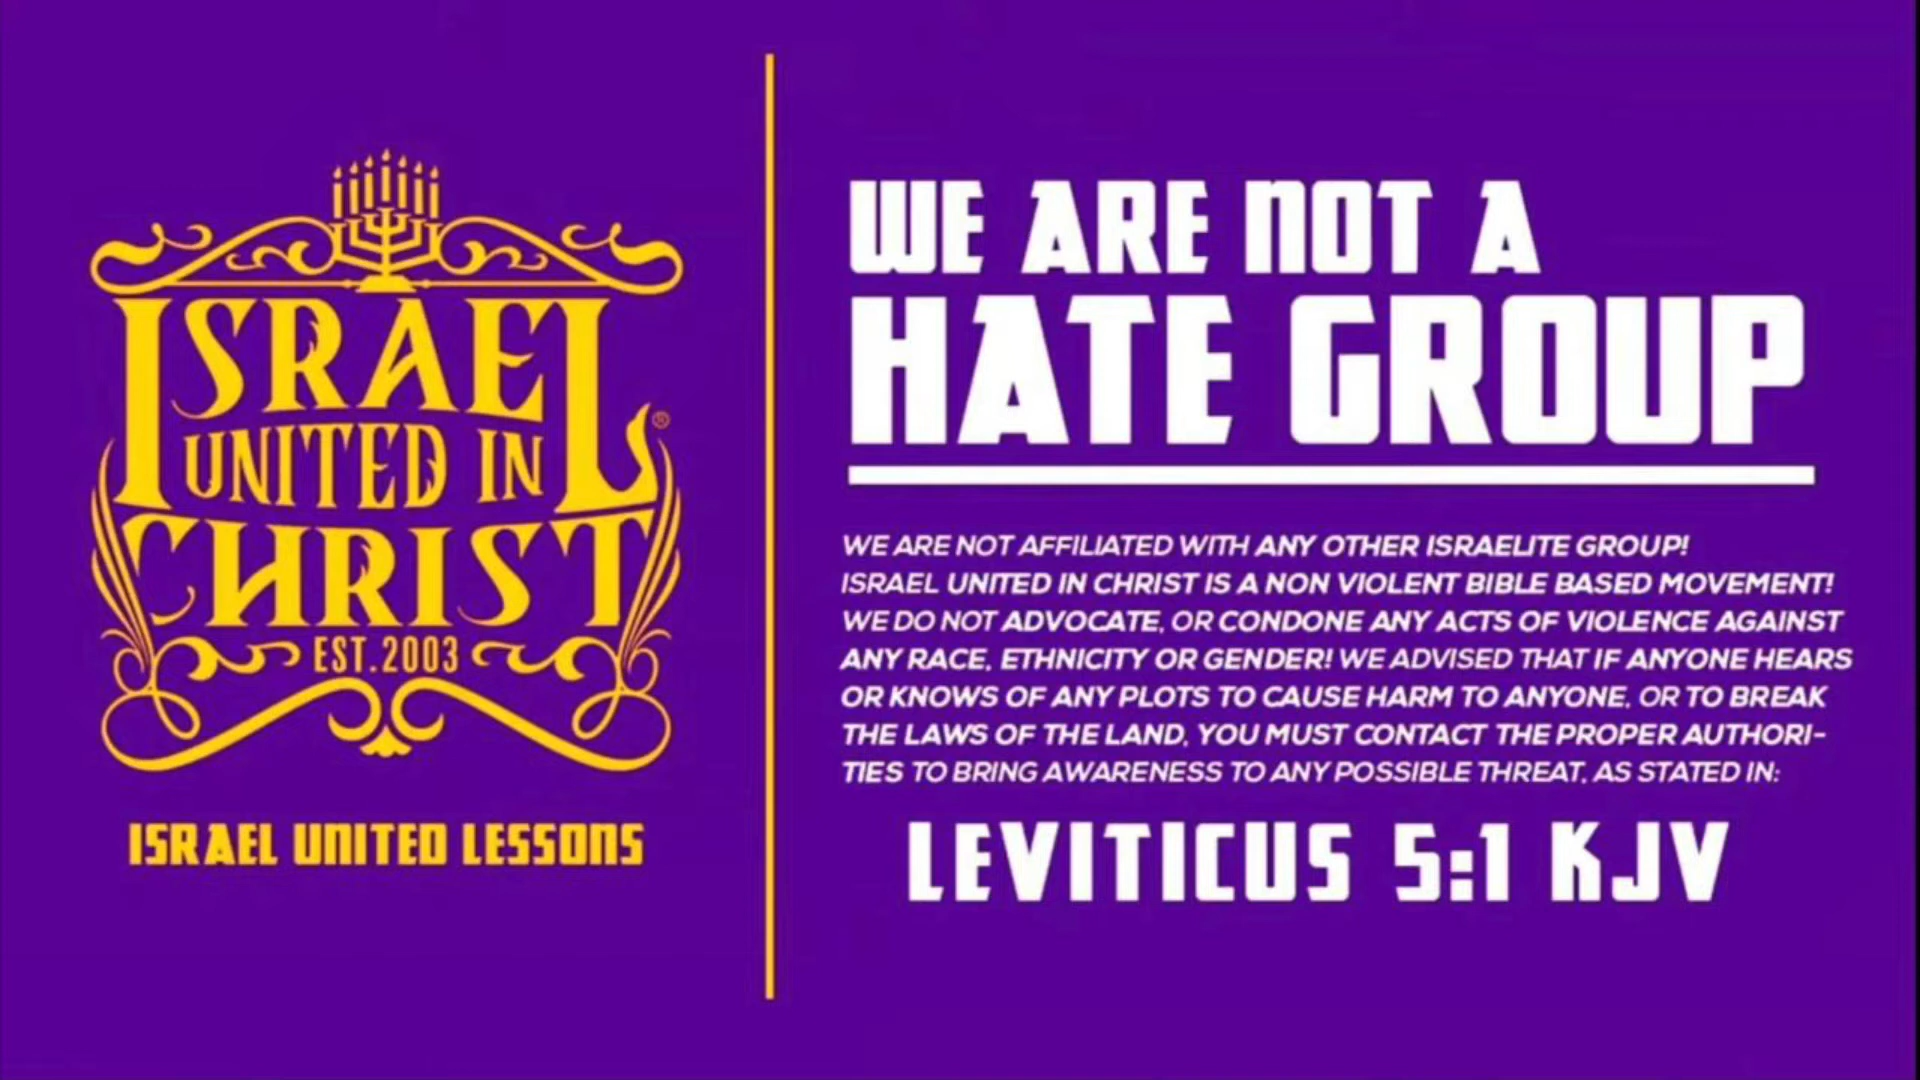 ISRAEL
UNITED IN
CHRIST
®
EST. 2003
ISRAEL UNITED LESSONS
WE ARE NOT A
HATE GROUP
WE ARE NOT AFFILIATED WITH ANY OTHER ISRAELITE GROUP!
ISRAEL UNITED IN CHRIST IS A NON VIOLENT BIBLE BASED MOVEMENT!
WE DO NOT ADVOCATE, OR CONDONE ANY ACTS OF VIOLENCE AGAINST
ANY RACE, ETHNICITY OR GENDER! WE ADVISED THAT IF ANYONE HEARS
OR KNOWS OF ANY PLOTS TO CAUSE HARM TO ANYONE, OR TO BREAK
THE LAWS OF THE LAND, YOU MUST CONTACT THE PROPER AUTHORI-
TIES TO BRING AWARENESS TO ANY POSSIBLE THREAT, AS STATED IN:
LEVITICUS 5:1 KJV